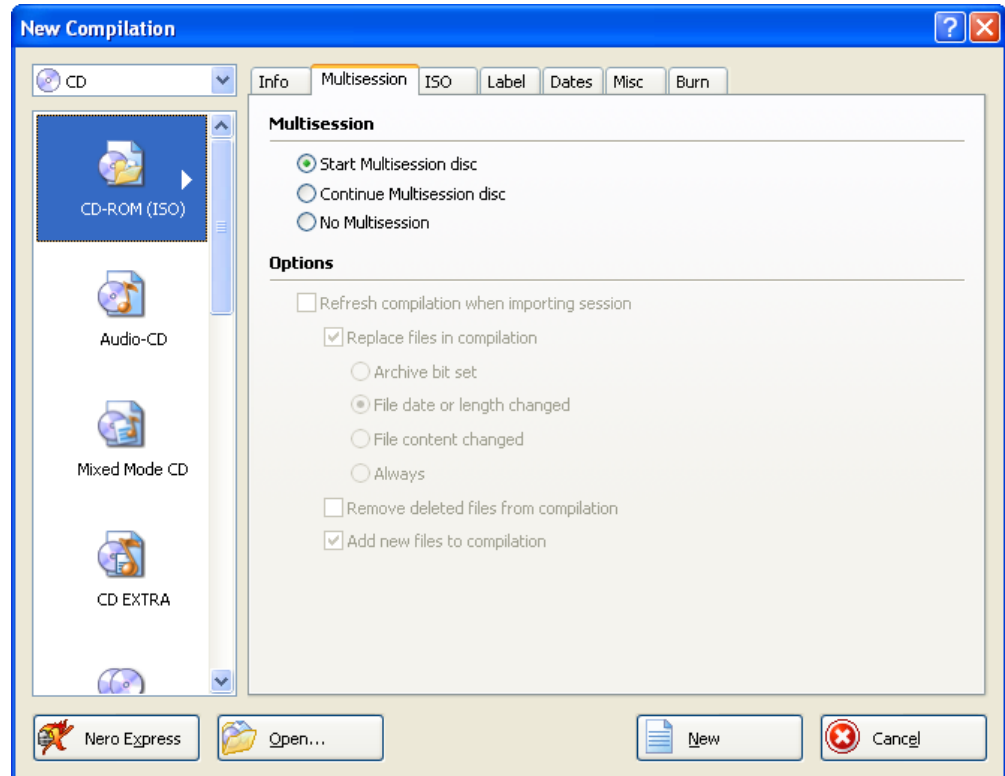 New Compilation
CD
Info Multisession ISO Label Dates Misc Burn
CD-ROM (ISO)
Audio-CD
Mixed Mode CD
CD EXTRA
Multisession
Start Multisession disc
Continue Multisession disc
No Multisession
Options
Refresh compilation when importing session
Replace files in compilation
Archive bit set
File date or length changed
File content changed
Always
Remove deleted files from compilation
Add new files to compilation
Nero Express Open... New Cancel